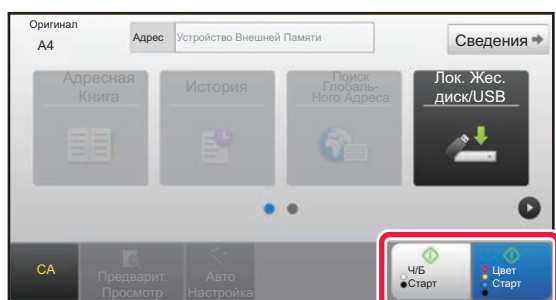 Оригинал
A4
Адрес
Устройство Внешней Памяти
Сведения
Адресная
Книга
История
Поиск
Глобаль-
Ного Адреса
Лок. Жес.
диск/USB
CA
Предварит.
Просмотр
Авто
Настройка
Ч/Б
Старт
Цвет
Старт